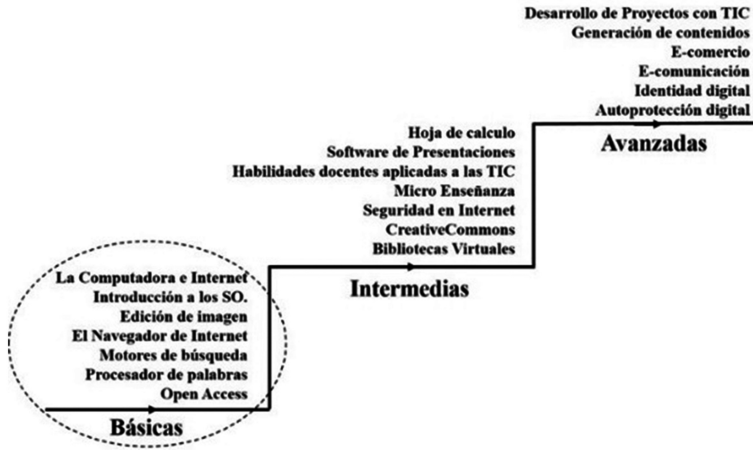 Desarrollo de Proyectos con TIC
Generación de contenidos
E-comercio
E-comunicación
Identidad digital
Autoprotección digital
Avanzadas
Hoja de calculo
Software de Presentaciones
Habilidades docentes aplicadas a las TIC
Micro Enseñanza
Seguridad en Internet
CreativeCommons
Bibliotecas Virtuales
Intermedias
La Computadora e Internet
Introducción a los SO.
Edición de imagen
El Navegador de Internet
Motores de búsqueda
Procesador de palabras
Open Access
Básicas